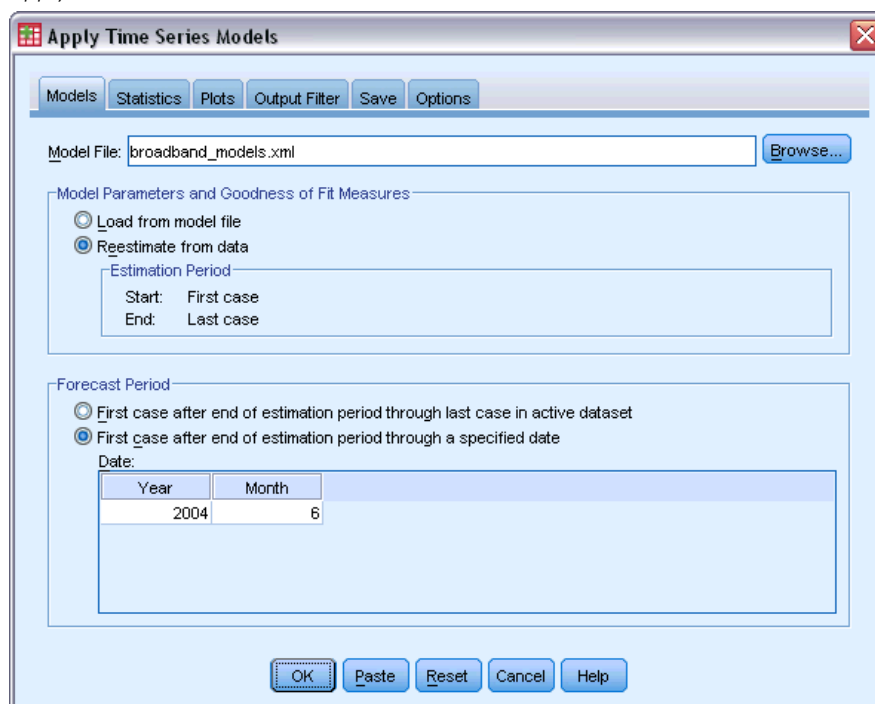 Apply Time Series Models
Models Statistics Plots Output Filter Save Options
Model File: broadband_models.xml Browse...
Model Parameters and Goodness of Fit Measures
Load from model file
Reestimate from data
Estimation Period
Start: First case
End: Last case
Forecast Period
First case after end of estimation period through last case in active dataset
First case after end of estimation period through a specified date
Date:
Year Month
2004 6
OK Paste Reset Cancel Help